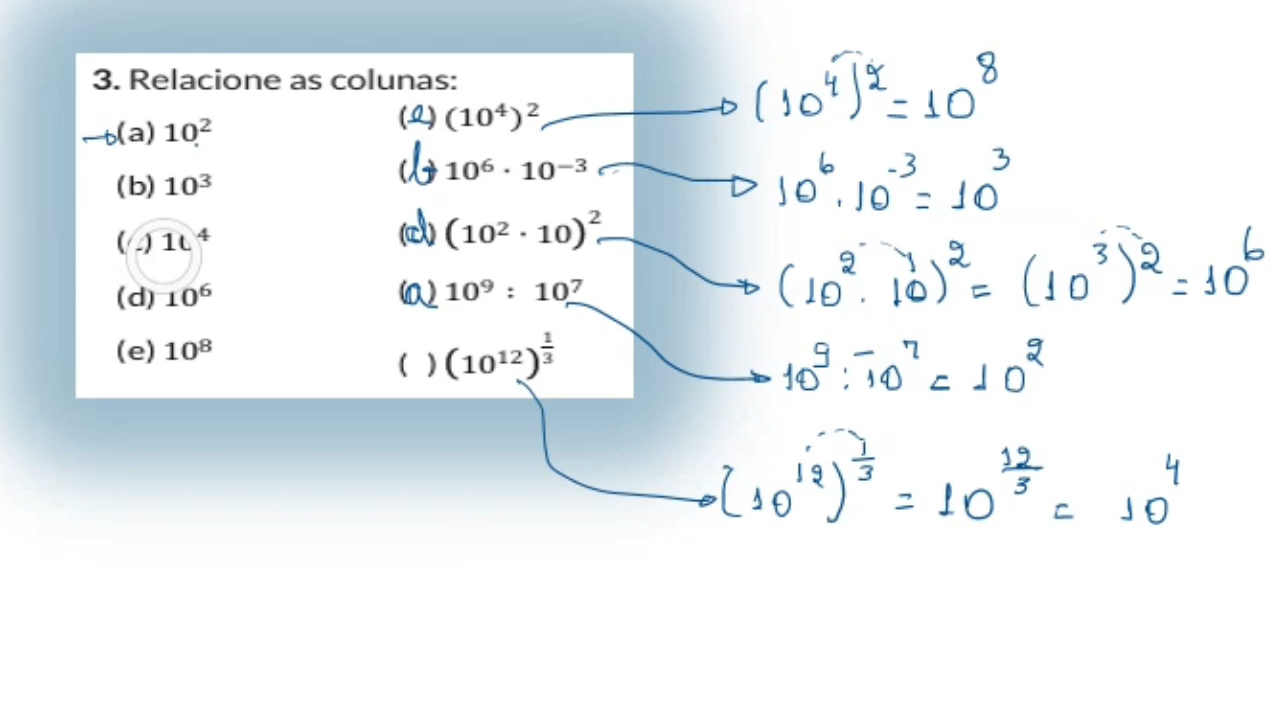 3. Relacione as colunas:
(a) 10² (e) (10⁴)²
(b) 10³ (b) 10⁶ · 10⁻³
(c) 10⁴ (d) (10² · 10)²
(d) 10⁶ (a) 10⁹ : 10⁷
(e) 10⁸ ( ) (10¹²)^(1/3)
(10⁴)² = 10⁸
10⁶ . 10⁻³ = 10³
(10² . 10¹)² = (10³)² = 10⁶
10⁹ : 10⁷ = 10²
(10¹²)^(1/3) = 10^(12/3) = 10⁴